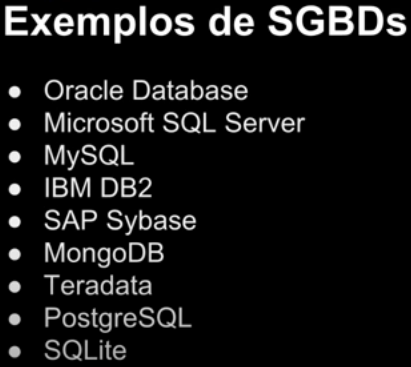 Exemplos de SGBDs
● Oracle Database
● Microsoft SQL Server
● MySQL
● IBM DB2
● SAP Sybase
● MongoDB
● Teradata
● PostgreSQL
● SQLite